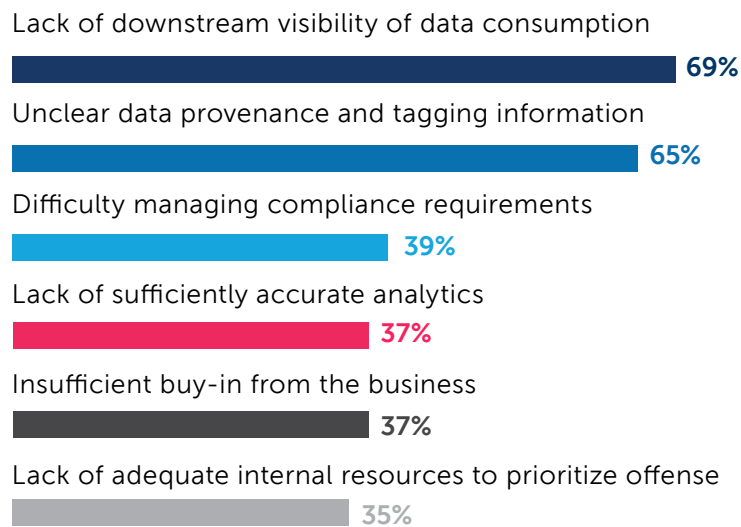 Lack of downstream visibility of data consumption
69%
Unclear data provenance and tagging information
65%
Difficulty managing compliance requirements
39%
Lack of sufficiently accurate analytics
37%
Insufficient buy-in from the business
37%
Lack of adequate internal resources to prioritize offense
35%